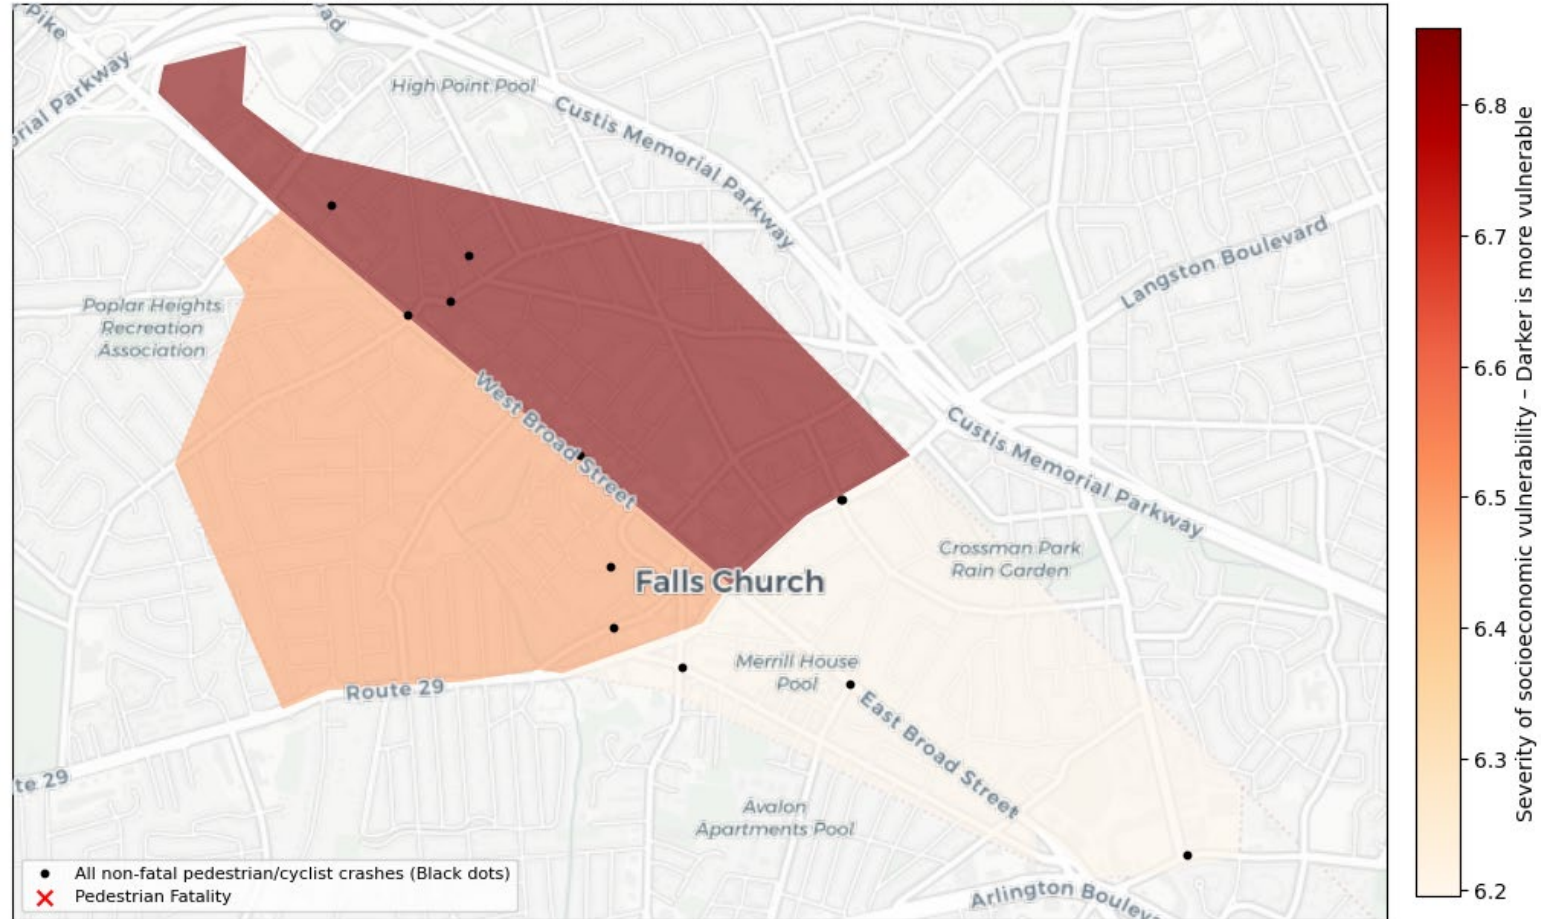 Pike
ad
orial Parkway
High Point Pool
Custis Memorial Parkway
Langston Boulevard
Poplar Heights
Recreation
Association
West Broad Street
Custis Memorial Parkway
Crossman Park
Rain Garden
Falls Church
Merrill House
Pool
Route 29
East Broad Street
te 29
Avalon
Apartments Pool
Arlington Boulev
All non-fatal pedestrian/cyclist crashes (Black dots)
Pedestrian Fatality
6.8
6.7
6.6
6.5
6.4
6.3
6.2
Severity of socioeconomic vulnerability – Darker is more vulnerable